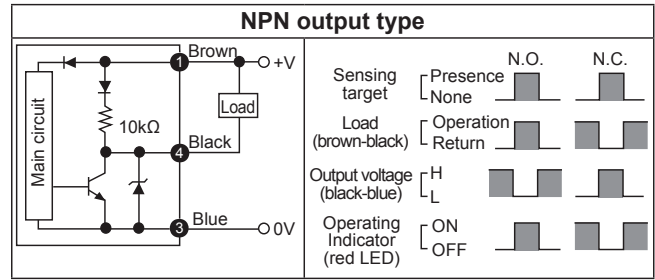 NPN output type
Main circuit
10kΩ
1
Brown
+V
Load
4
Black
3
Blue
0V
N.O.
N.C.
Sensing
target
Presence
None
Load
(brown-black)
Operation
Return
Output voltage
(black-blue)
H
L
Operating
Indicator
(red LED)
ON
OFF